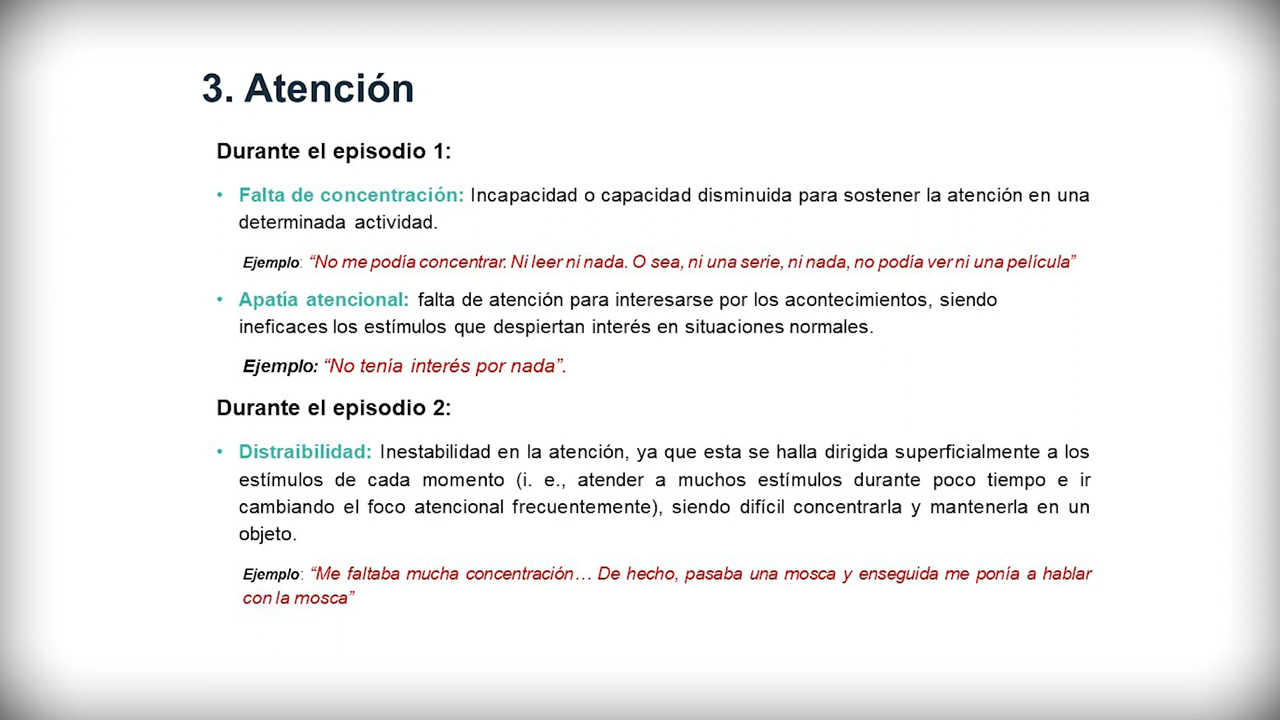 3. Atención
Durante el episodio 1:
• Falta de concentración: Incapacidad o capacidad disminuida para sostener la atención en una
determinada actividad.
Ejemplo: “No me podía concentrar. Ni leer ni nada. O sea, ni una serie, ni nada, no podía ver ni una película”
• Apatía atencional: falta de atención para interesarse por los acontecimientos, siendo
ineficaces los estímulos que despiertan interés en situaciones normales.
Ejemplo: “No tenía interés por nada”.
Durante el episodio 2:
• Distraibilidad: Inestabilidad en la atención, ya que esta se halla dirigida superficialmente a los
estímulos de cada momento (i. e., atender a muchos estímulos durante poco tiempo e ir
cambiando el foco atencional frecuentemente), siendo difícil concentrarla y mantenerla en un
objeto.
Ejemplo: “Me faltaba mucha concentración… De hecho, pasaba una mosca y enseguida me ponía a hablar
con la mosca”